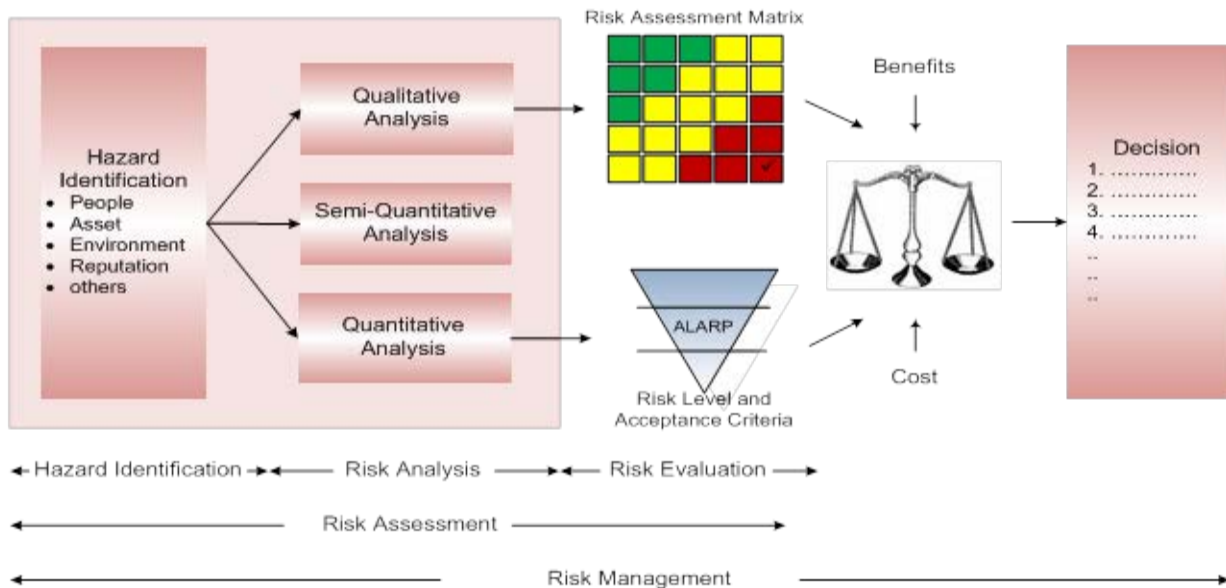 Hazard
Identification
• People
• Asset
• Environment
• Reputation
• others
Qualitative
Analysis
Semi-Quantitative
Analysis
Quantitative
Analysis
Risk Assessment Matrix
ALARP
Risk Level and
Acceptance Criteria
Benefits
Cost
Decision
1. .............
2. .............
3. .............
4. .............
..
..
..
Hazard Identification
Risk Analysis
Risk Evaluation
Risk Assessment
Risk Management